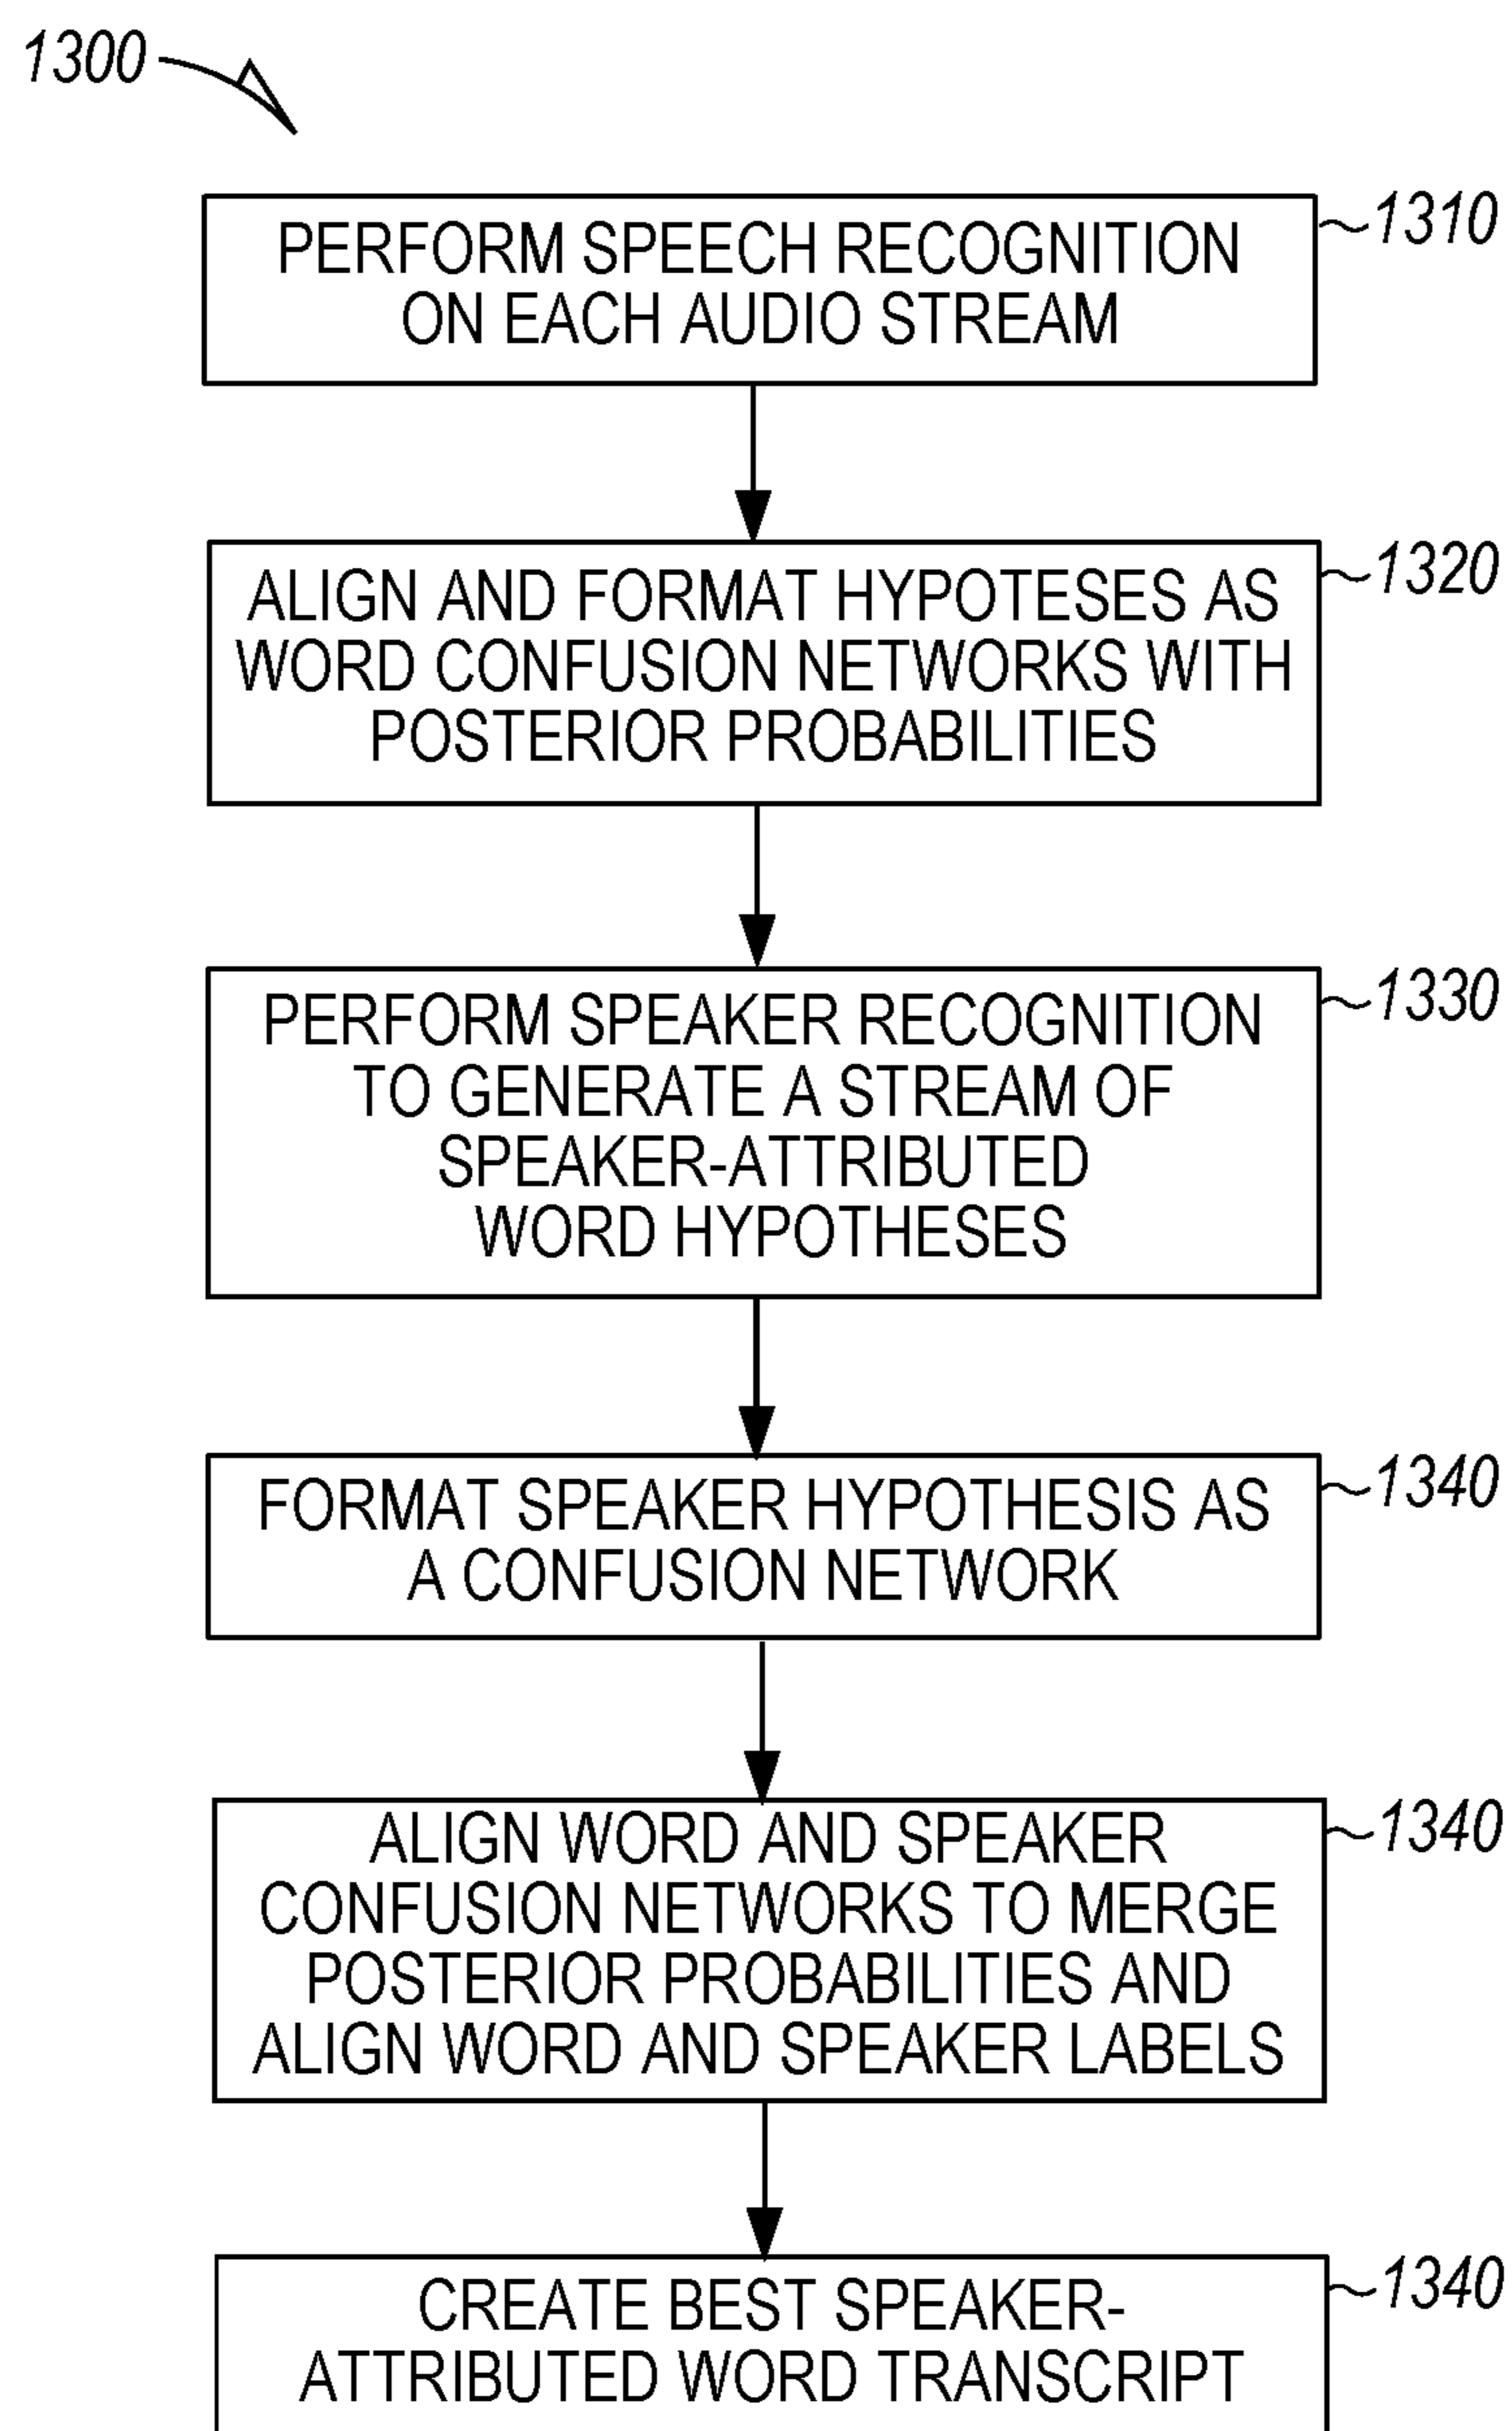 1300
PERFORM SPEECH RECOGNITION
ON EACH AUDIO STREAM
1310
ALIGN AND FORMAT HYPOTESES AS
WORD CONFUSION NETWORKS WITH
POSTERIOR PROBABILITIES
1320
PERFORM SPEAKER RECOGNITION
TO GENERATE A STREAM OF
SPEAKER-ATTRIBUTED
WORD HYPOTHESES
1330
FORMAT SPEAKER HYPOTHESIS AS
A CONFUSION NETWORK
1340
ALIGN WORD AND SPEAKER
CONFUSION NETWORKS TO MERGE
POSTERIOR PROBABILITIES AND
ALIGN WORD AND SPEAKER LABELS
1340
CREATE BEST SPEAKER-
ATTRIBUTED WORD TRANSCRIPT
1340